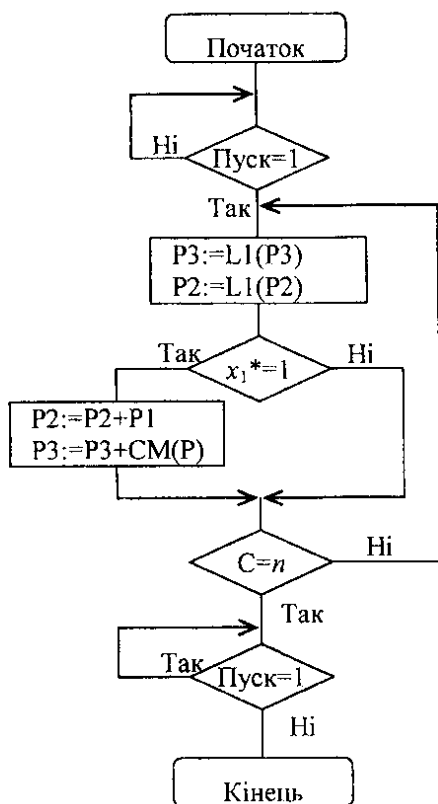 Початок
Ні
Пуск=1
Так
P3:=L1(P3)
P2:=L1(P2)
Так
x₁*=1
Ні
P2:=P2+P1
P3:=P3+CM(P)
C=n
Ні
Так
Так
Пуск=1
Ні
Кінець